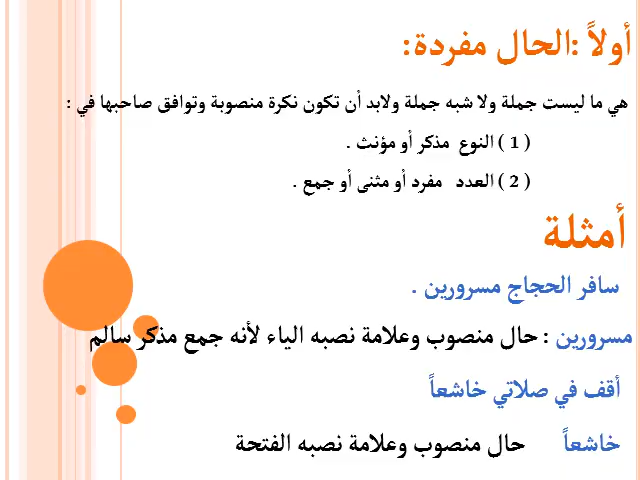 أولاً :الحال مفردة:
هي ما ليست جملة ولا شبه جملة ولابد أن تكون نكرة منصوبة وتوافق صاحبها في :
( 1 ) النوع مذكر أو مؤنث .
( 2 ) العدد مفرد أو مثنى أو جمع .
أمثلة
سافر الحجاج مسرورين .
مسرورين : حال منصوب وعلامة نصبه الياء لأنه جمع مذكر سالم
أقف في صلاتي خاشعاً
خاشعاً حال منصوب وعلامة نصبه الفتحة